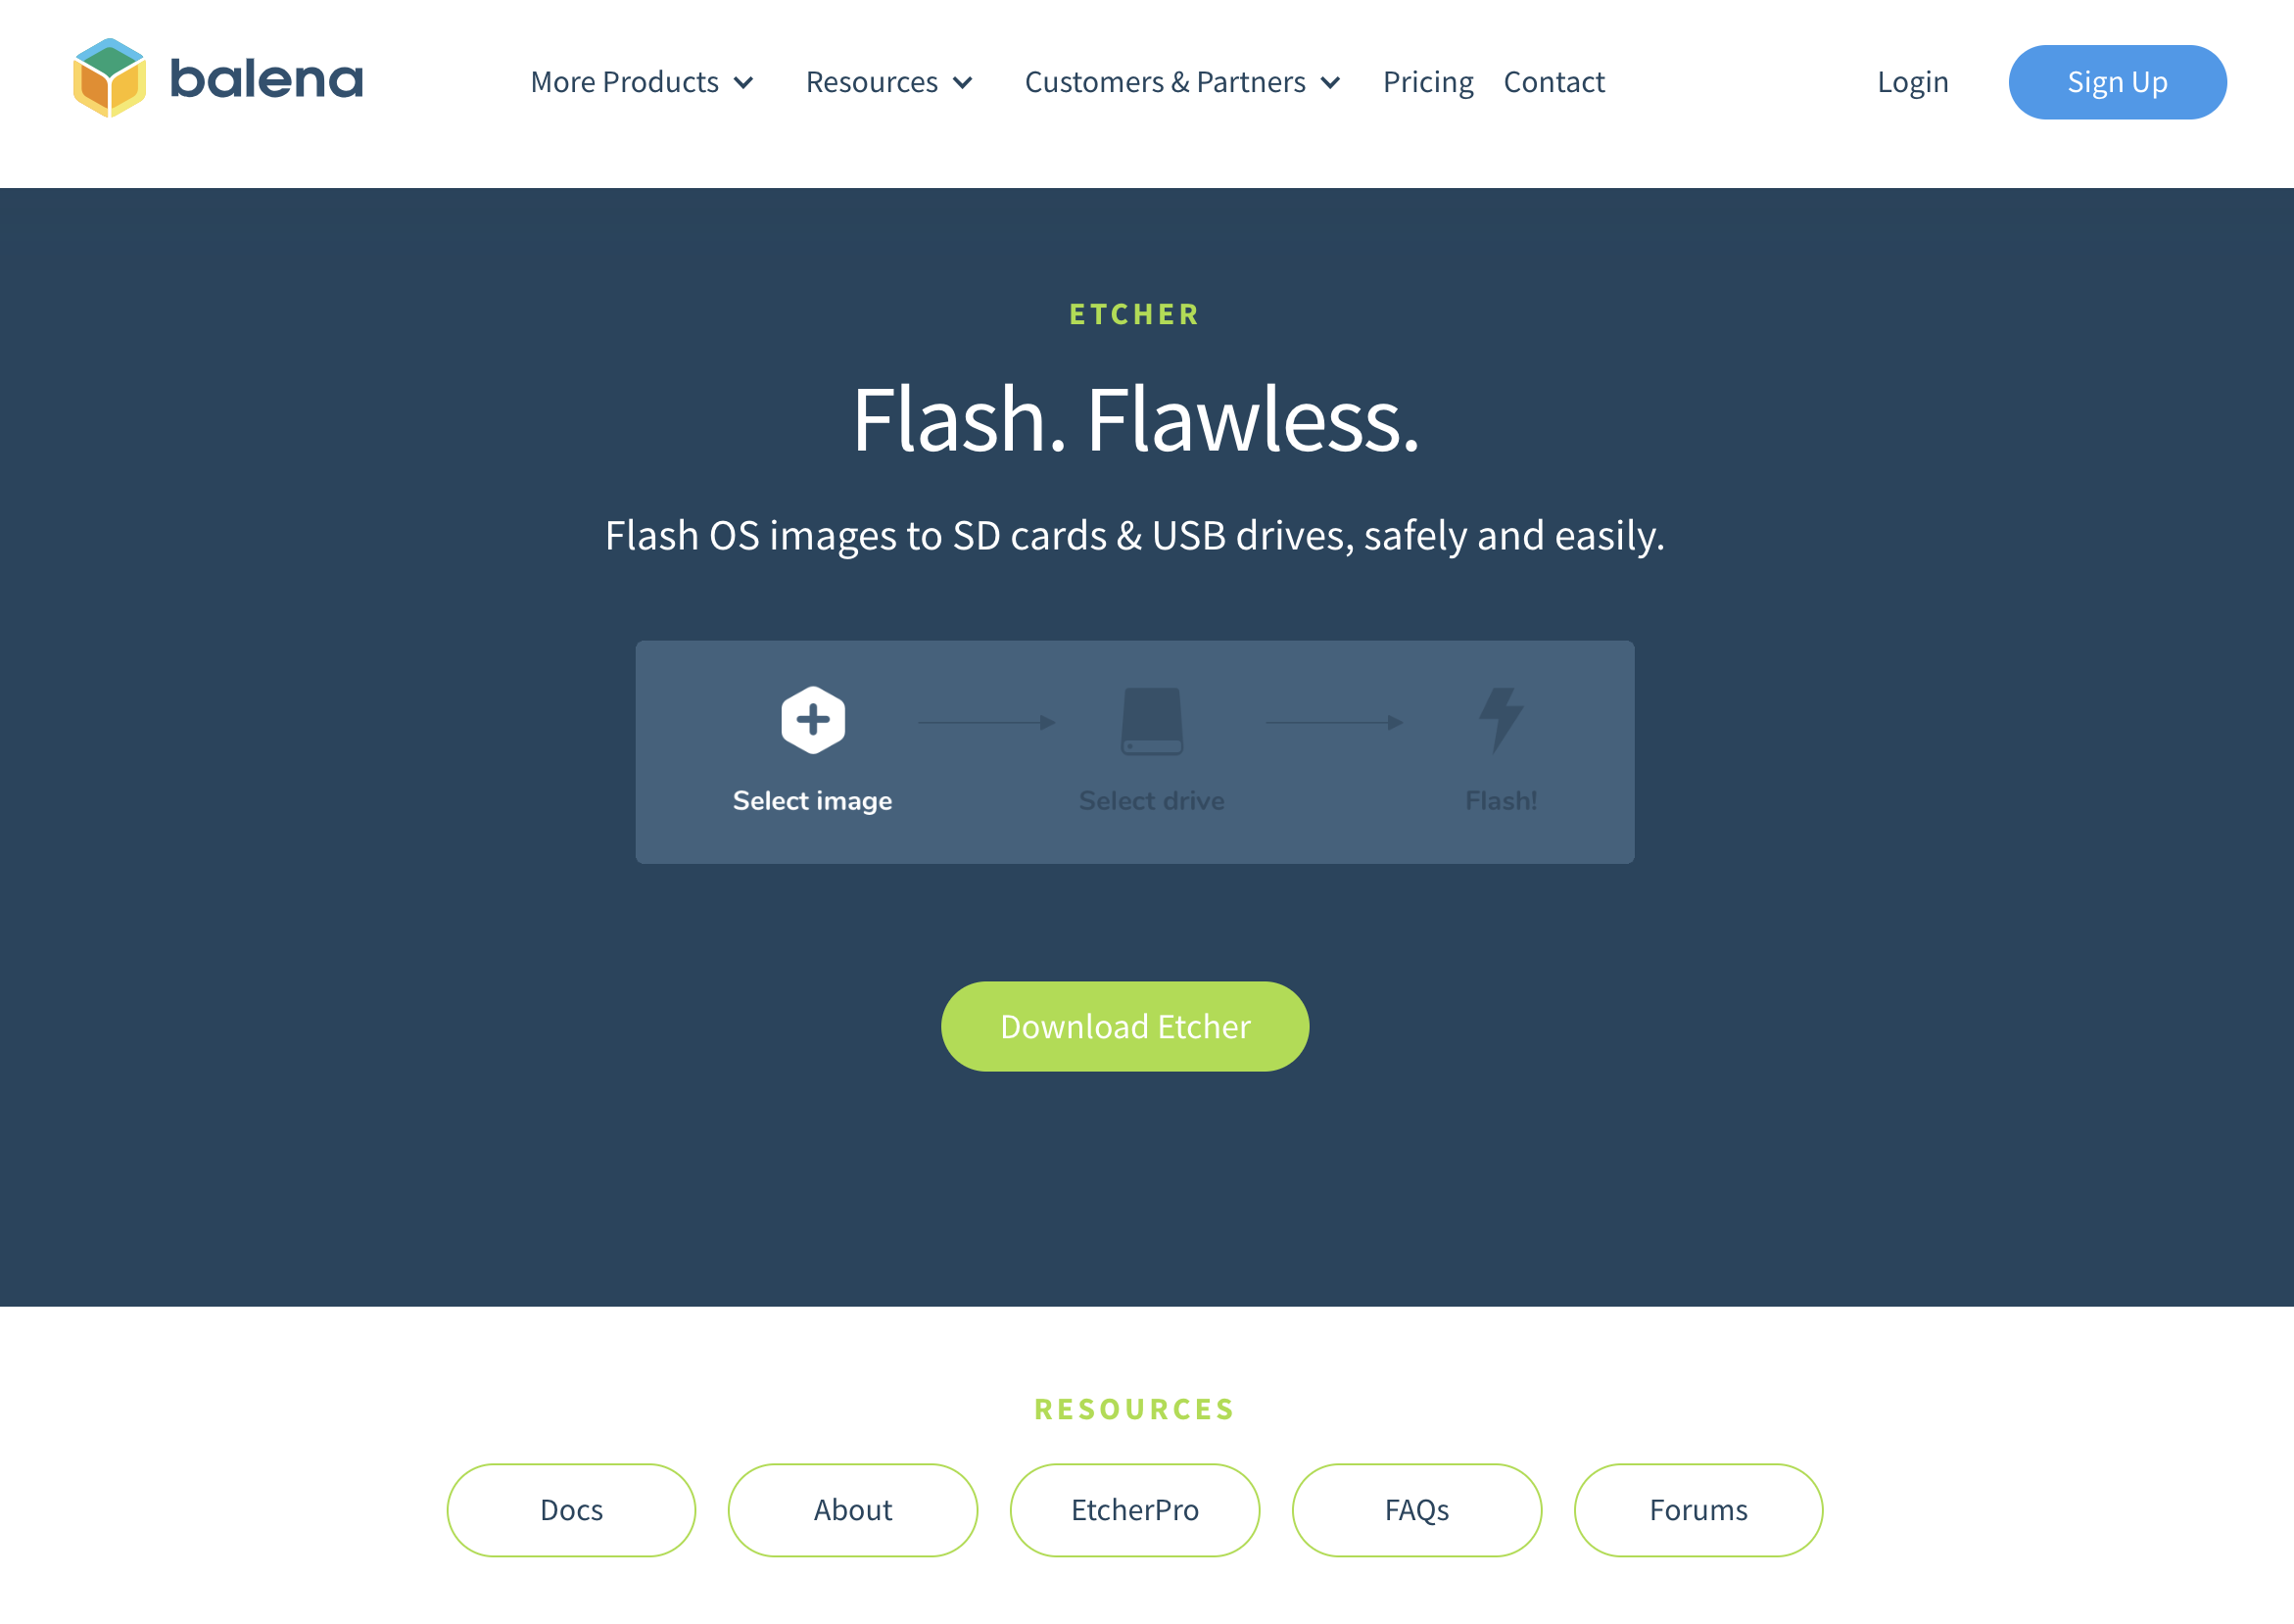 balena
More Products Resources Customers & Partners Pricing Contact Login Sign Up
ETCHER
Flash. Flawless.
Flash OS images to SD cards & USB drives, safely and easily.
Select image Select drive Flash!
Download Etcher
RESOURCES
Docs About EtcherPro FAQs Forums